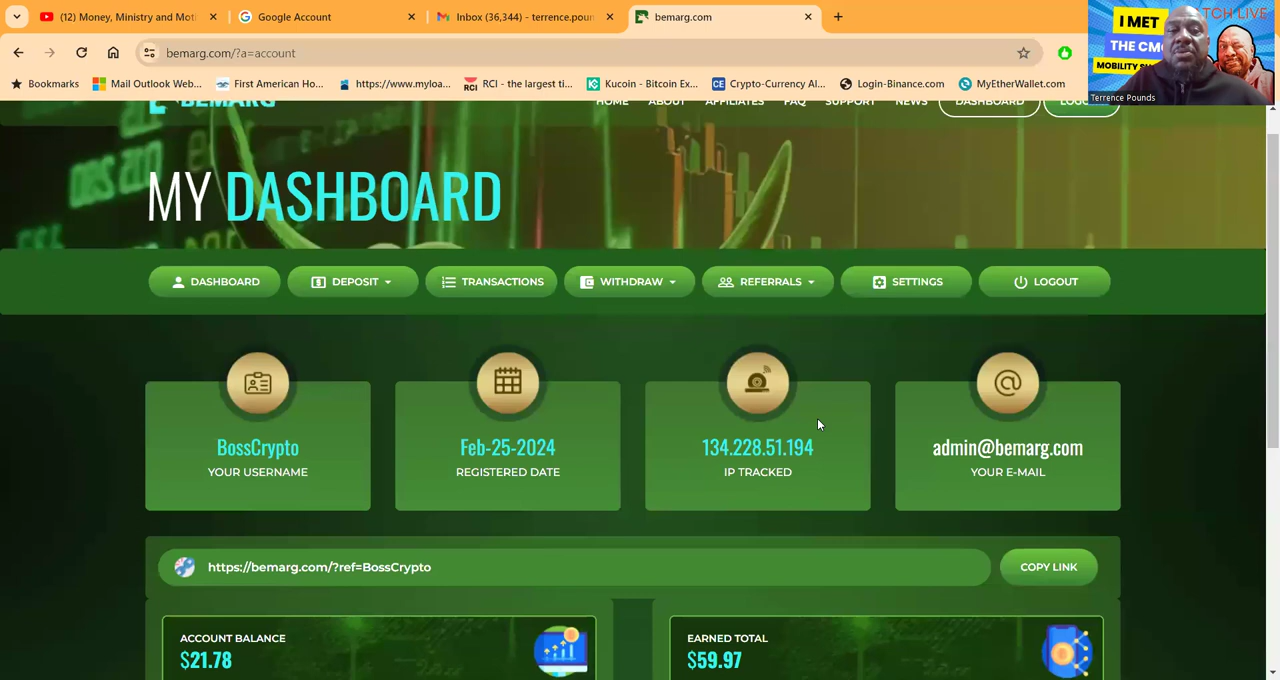 (12) Money, Ministry and Mot
Google Account
Inbox (36,344) - terrence.poun
bemarg.com
bemarg.com/?a=account
Bookmarks
Mail Outlook Web...
First American Ho...
https://www.myloa...
RCI
RCI - the largest ti...
Kucoin - Bitcoin Ex...
CE
Crypto-Currency Al...
Login-Binance.com
MyEtherWallet.com
TCH LIVE
I MET
THE CMO
Terrence Pounds
BEMARG
HOME
ABOUT
AFFILIATES
FAQ
SUPPORT
NEWS
DASHBOARD
MY DASHBOARD
DASHBOARD
DEPOSIT
TRANSACTIONS
WITHDRAW
REFERRALS
SETTINGS
LOGOUT
BossCrypto
YOUR USERNAME
Feb-25-2024
REGISTERED DATE
134.228.51.194
IP TRACKED
admin@bemarg.com
YOUR E-MAIL
https://bemarg.com/?ref=BossCrypto
COPY LINK
ACCOUNT BALANCE
$21.78
EARNED TOTAL
$59.97